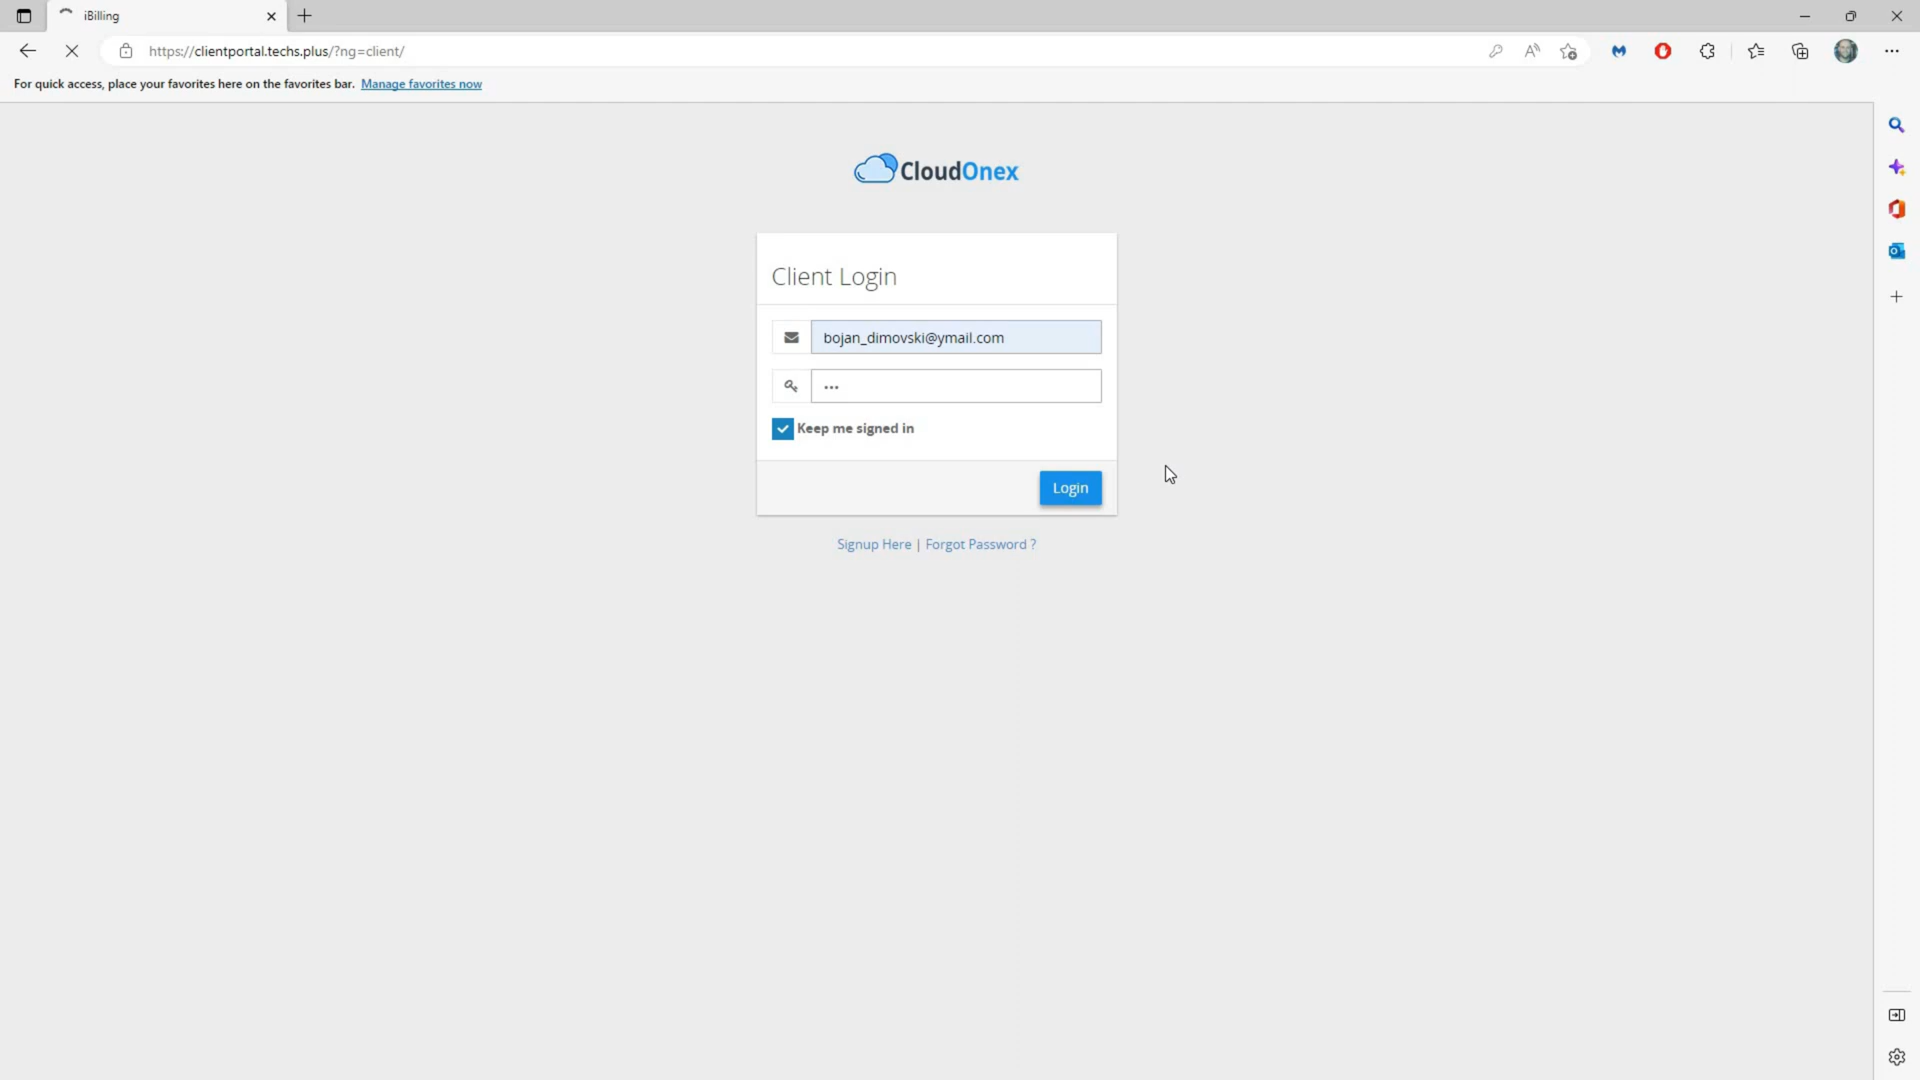 iBilling
https://clientportal.techs.plus/?ng=client/
For quick access, place your favorites here on the favorites bar. Manage favorites now
CloudOnex
Client Login
bojan_dimovski@ymail.com
Keep me signed in
Login
Signup Here | Forgot Password ?